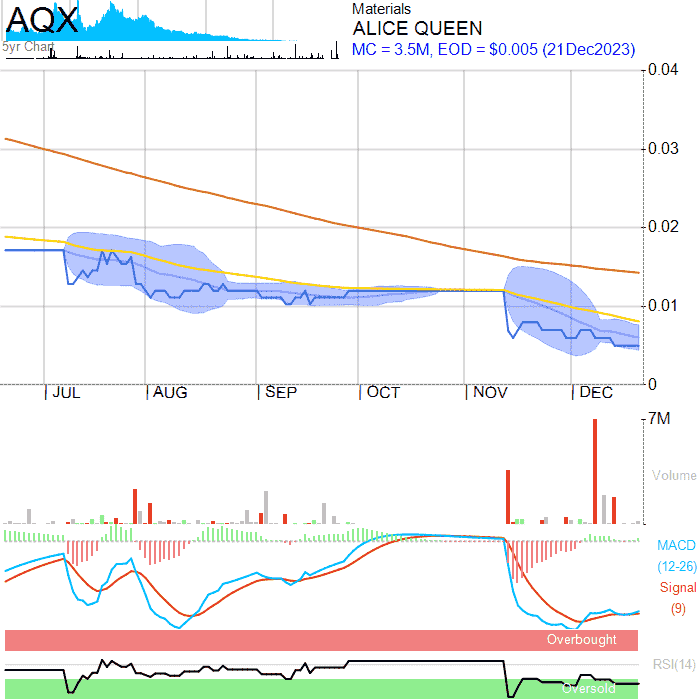 AQX
5yr Chart
Materials
ALICE QUEEN
MC = 3.5M, EOD = $0.005 (21Dec2023)
0.04
0.03
0.02
0.01
0
JUL AUG SEP OCT NOV DEC
7M
Volume
MACD
(12-26)
Signal
(9)
Overbought
RSI(14)
Oversold